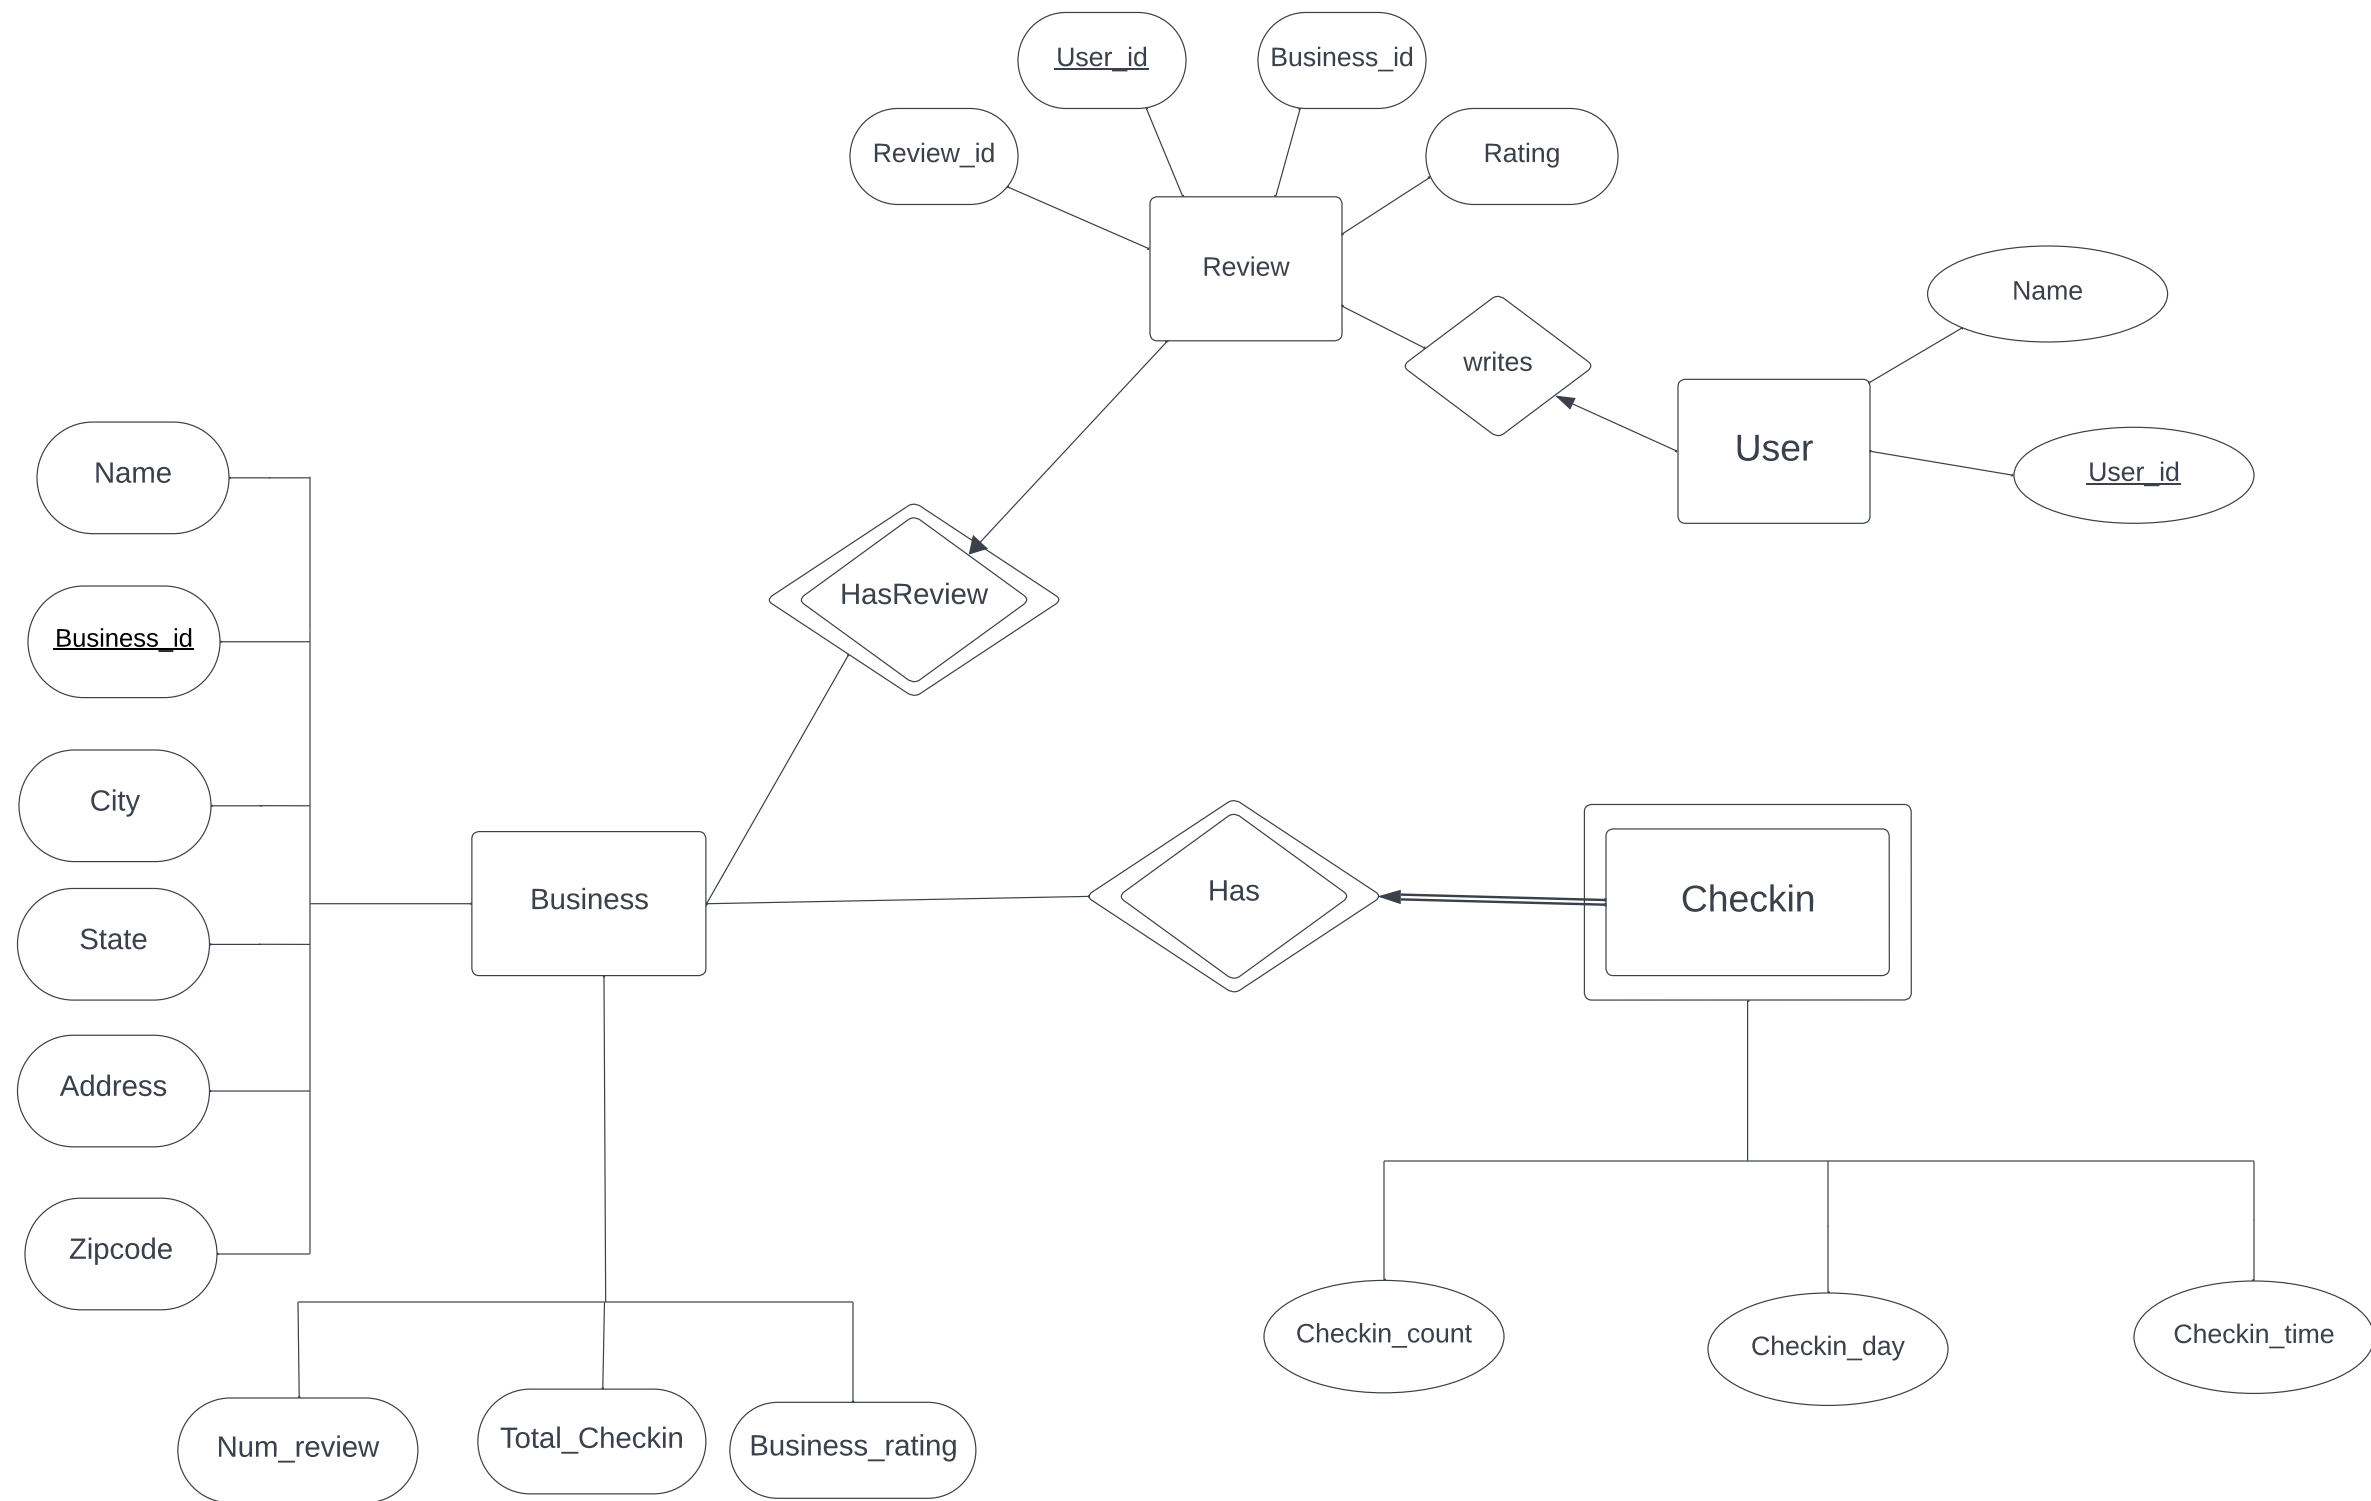 User_id
Business_id
Review_id
Rating
Review
Name
writes
User
User_id
Name
HasReview
Business_id
City
Business
Has
Checkin
State
Address
Zipcode
Checkin_count
Checkin_day
Checkin_time
Num_review
Total_Checkin
Business_rating